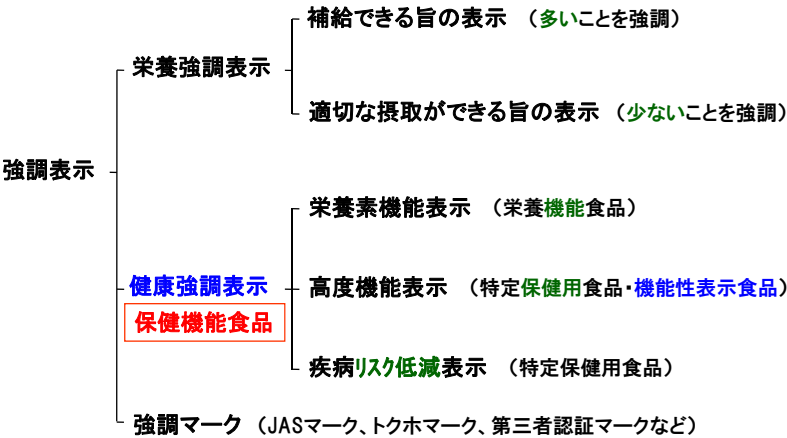 補給できる旨の表示 （多いことを強調）
栄養強調表示
適切な摂取ができる旨の表示 （少ないことを強調）
強調表示
栄養素機能表示 （栄養機能食品）
健康強調表示
高度機能表示 （特定保健用食品・機能性表示食品）
保健機能食品
疾病リスク低減表示 （特定保健用食品）
強調マーク （JASマーク、トクホマーク、第三者認証マークなど）